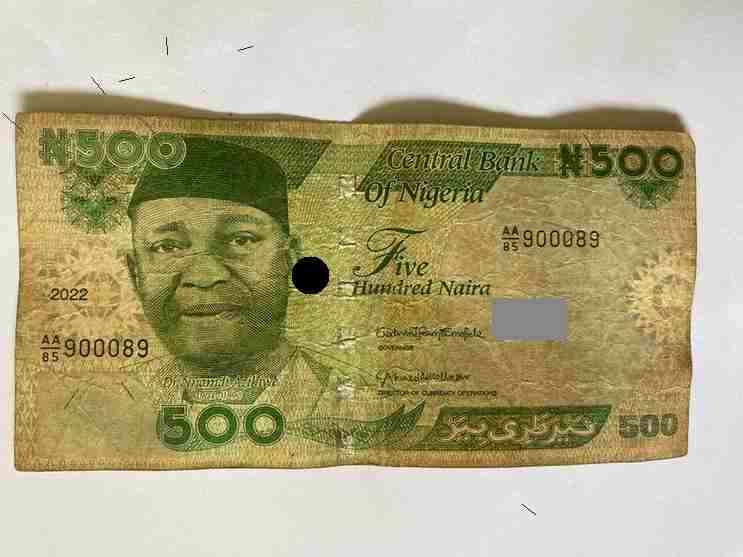 ₦500
Central Bank ₦500
Of Nigeria
AA/85 900089
Five
Hundred Naira
2022
AA/85 900089
GOVERNOR
DIRECTOR OF CURRENCY OPERATIONS
500
500